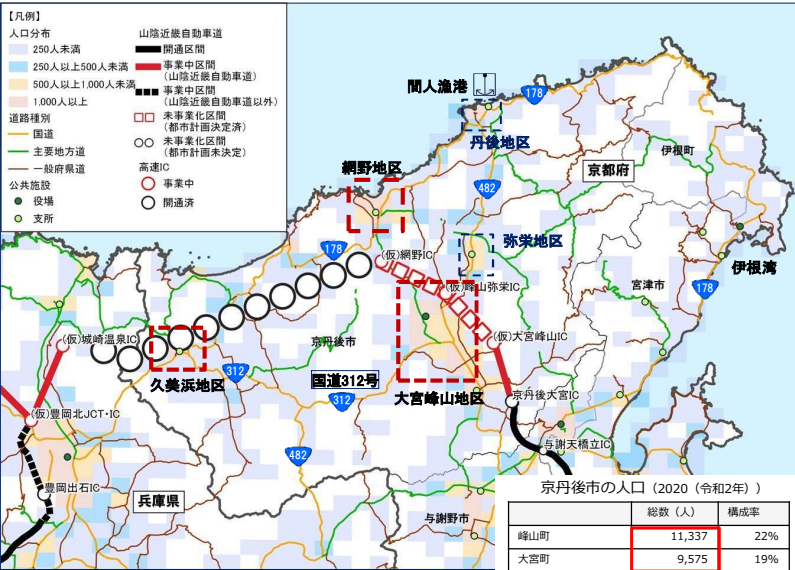 【凡例】
人口分布
250人未満
250人以上500人未満
500人以上1,000人未満
1,000人以上
道路種別
国道
主要地方道
一般府県道
公共施設
役場
支所
山陰近畿自動車道
開通区間
事業中区間
(山陰近畿自動車道)
事業中区間
(山陰近畿自動車道以外)
未事業化区間
(都市計画決定済)
未事業化区間
(都市計画未決定)
高速IC
事業中
開通済
間人漁港
178
丹後地区
伊根町
京都府
網野地区
482
弥栄地区
178
(仮)網野IC
伊根湾
(仮)峰山弥栄IC
宮津市
178
(仮)城崎温泉IC
京丹後市
(仮)大宮峰山IC
久美浜地区
312
国道312号
312
大宮峰山地区
京丹後大宮IC
(仮)豊岡北JCT・IC
与謝天橋立IC
482
豊岡出石IC
兵庫県
与謝野市
京丹後市の人口（2020（令和2年））
総数（人） 構成率
峰山町 11,337 22%
大宮町 9,575 19%